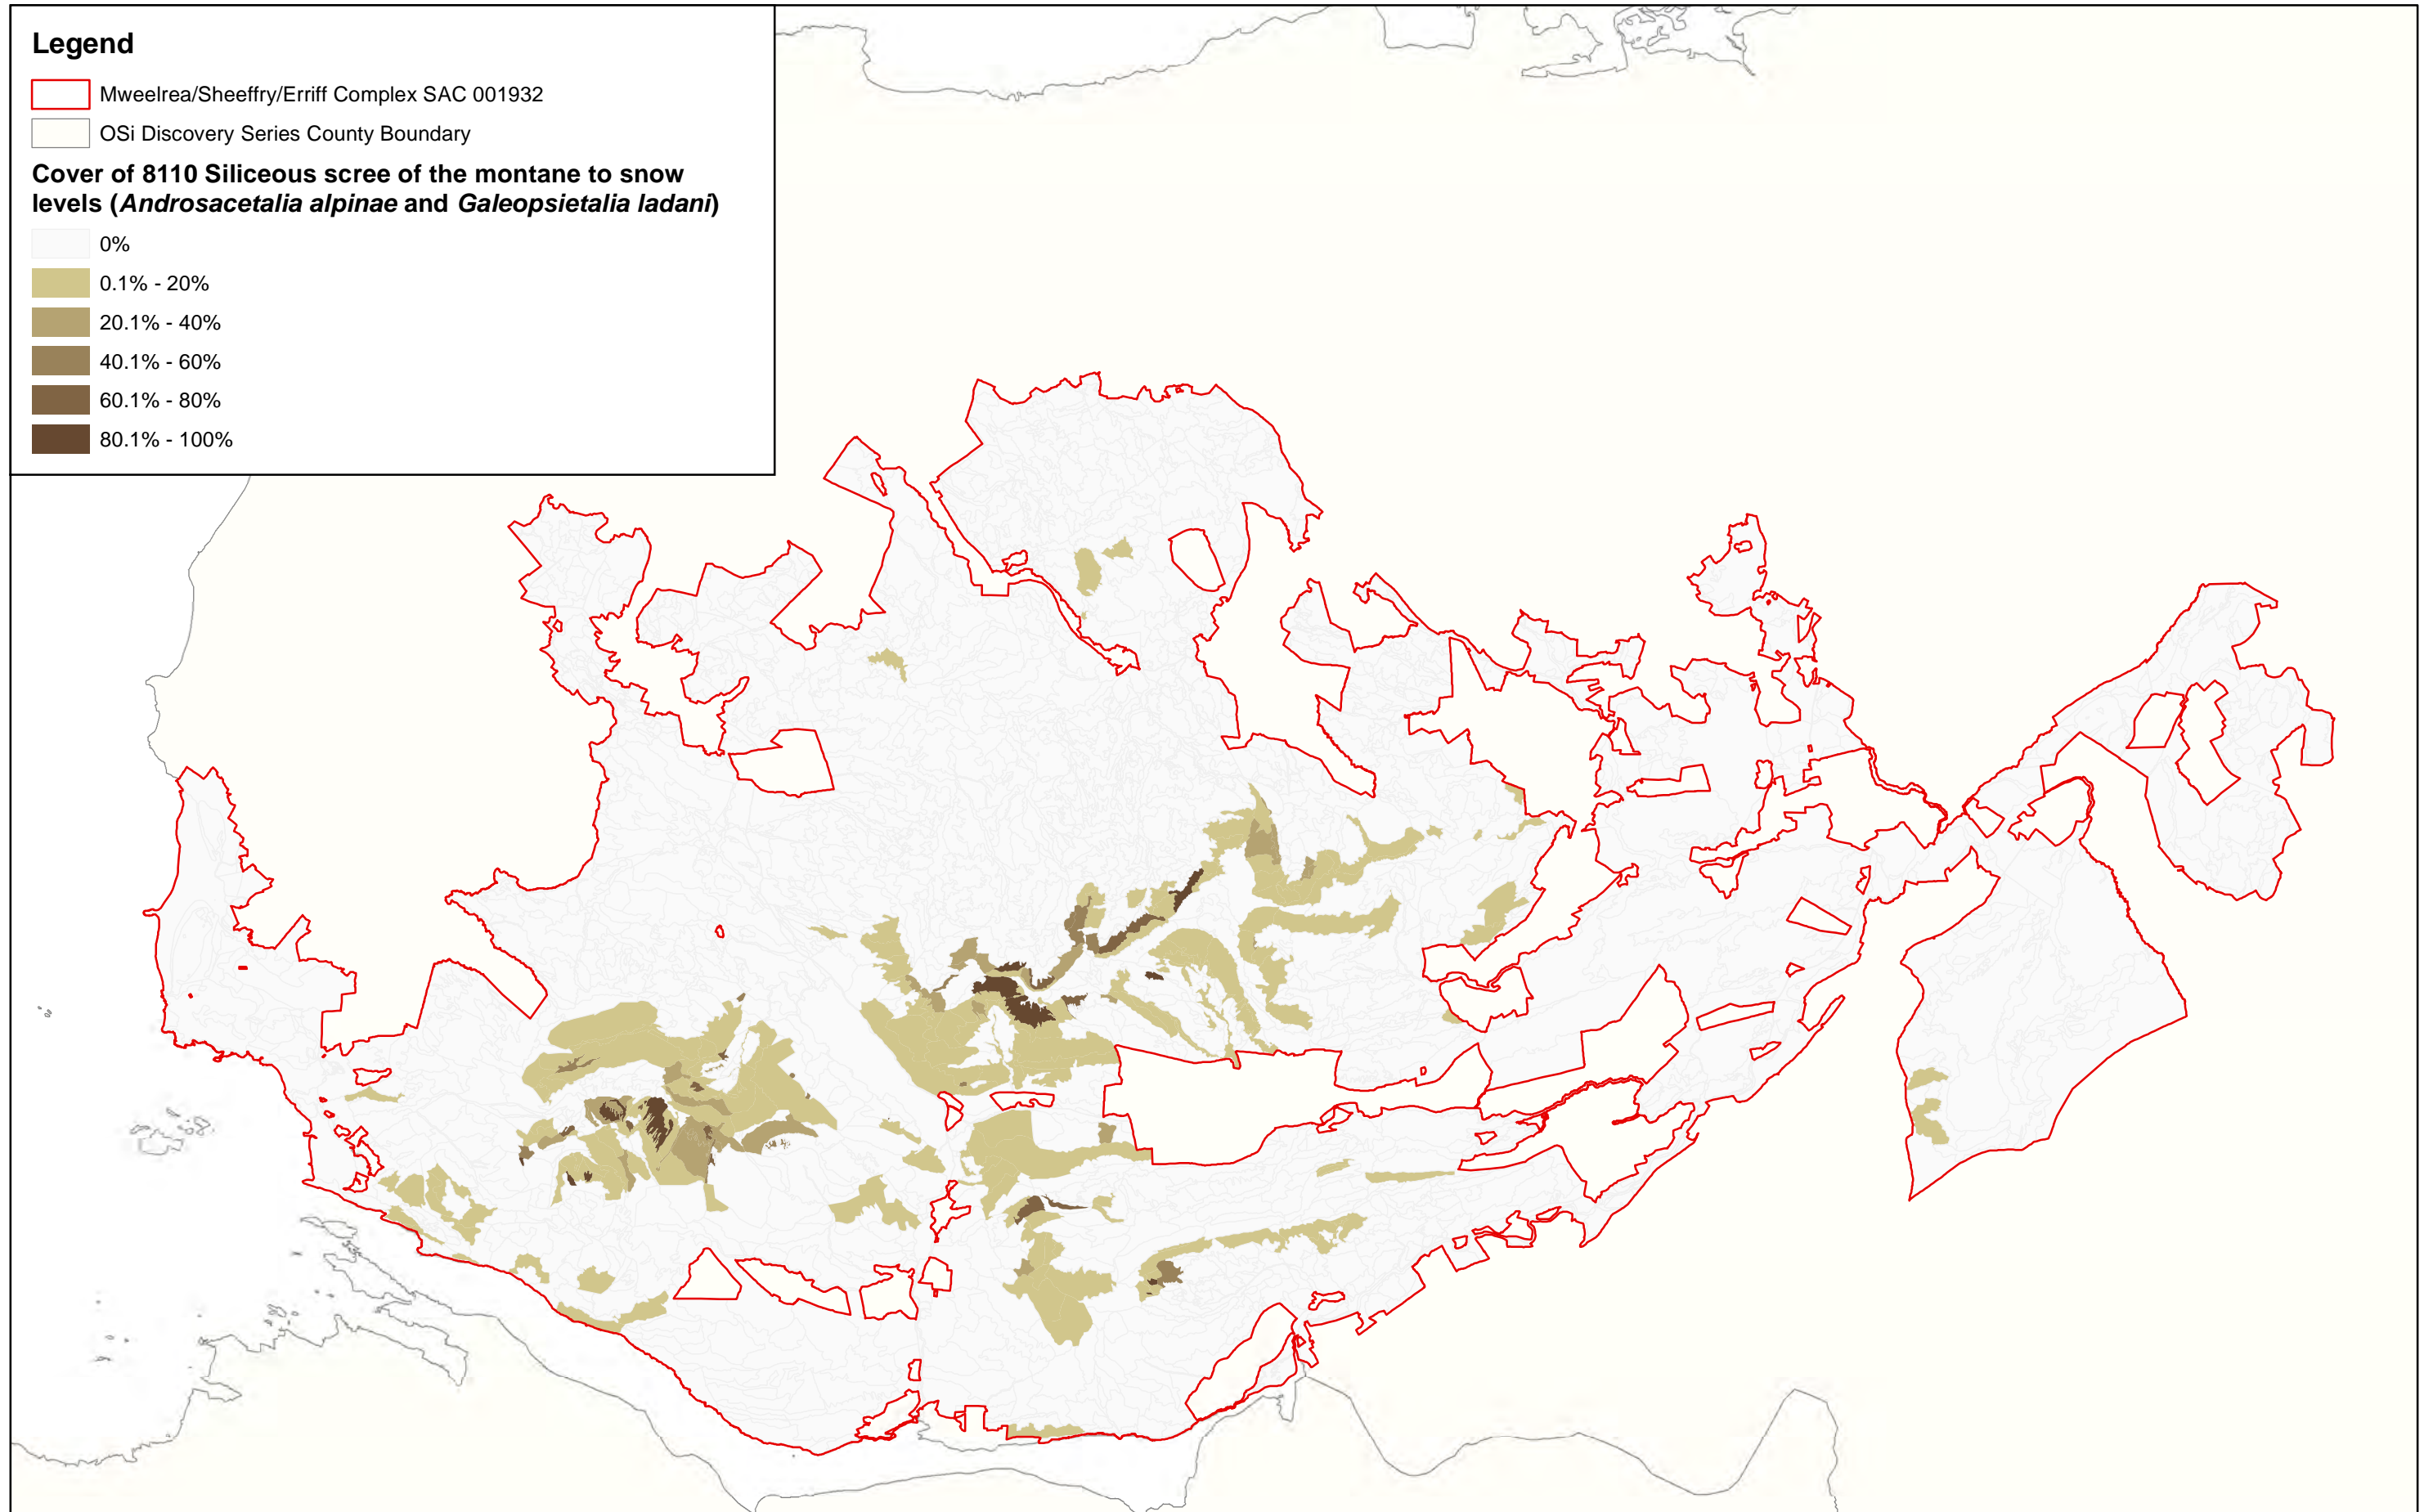 Legend
Mweelrea/Sheeffry/Erriff Complex SAC 001932
OSi Discovery Series County Boundary
Cover of 8110 Siliceous scree of the montane to snow
levels (Androsacetalia alpinae and Galeopsietalia ladani)
0%
0.1% - 20%
20.1% - 40%
40.1% - 60%
60.1% - 80%
80.1% - 100%